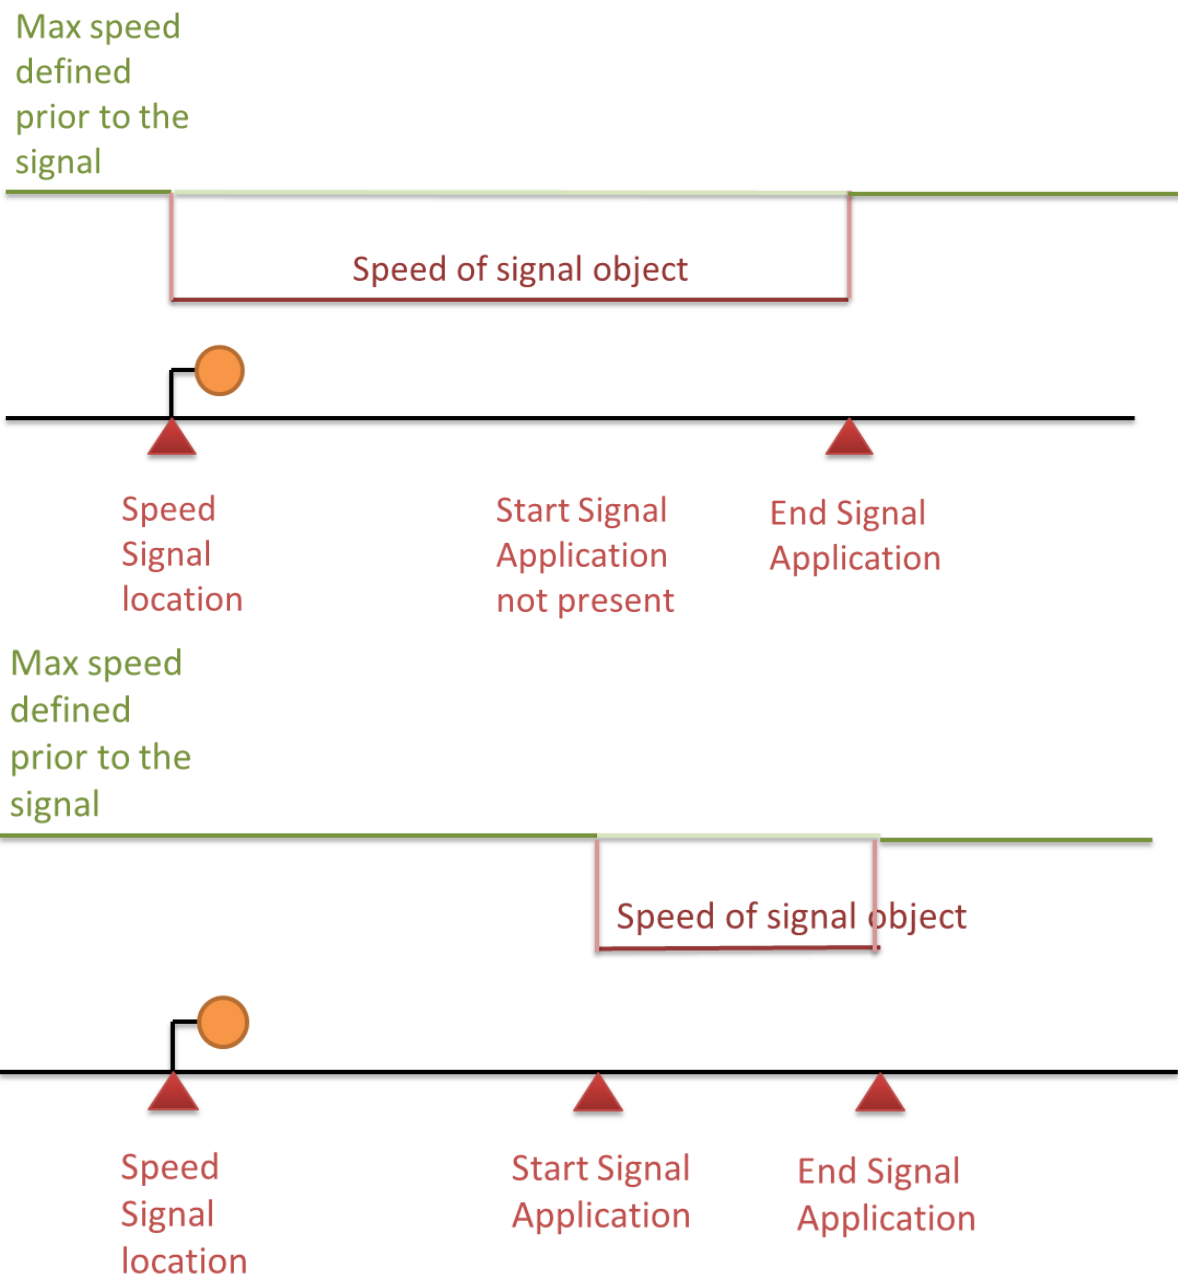 Max speed
defined
prior to the
signal
Speed of signal object
Speed
Signal
location
Start Signal
Application
not present
End Signal
Application
Max speed
defined
prior to the
signal
Speed of signal object
Speed
Signal
location
Start Signal
Application
End Signal
Application